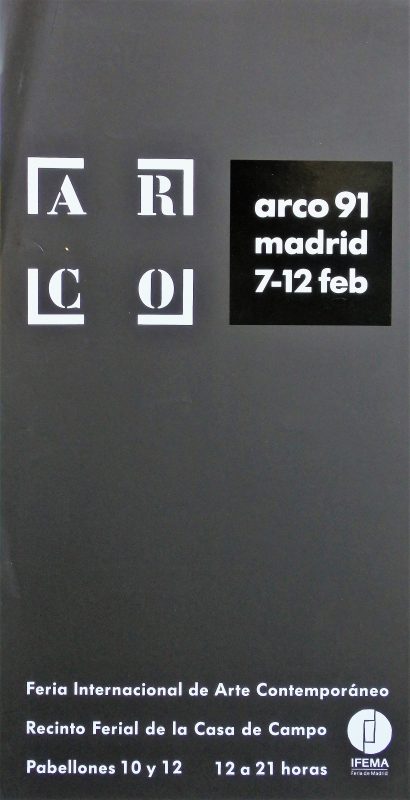 A R
C O
arco 91
madrid
7-12 feb
Feria Internacional de Arte Contemporáneo
Recinto Ferial de la Casa de Campo
Pabellones 10 y 12 12 a 21 horas
IFEMA
Feria de Madrid